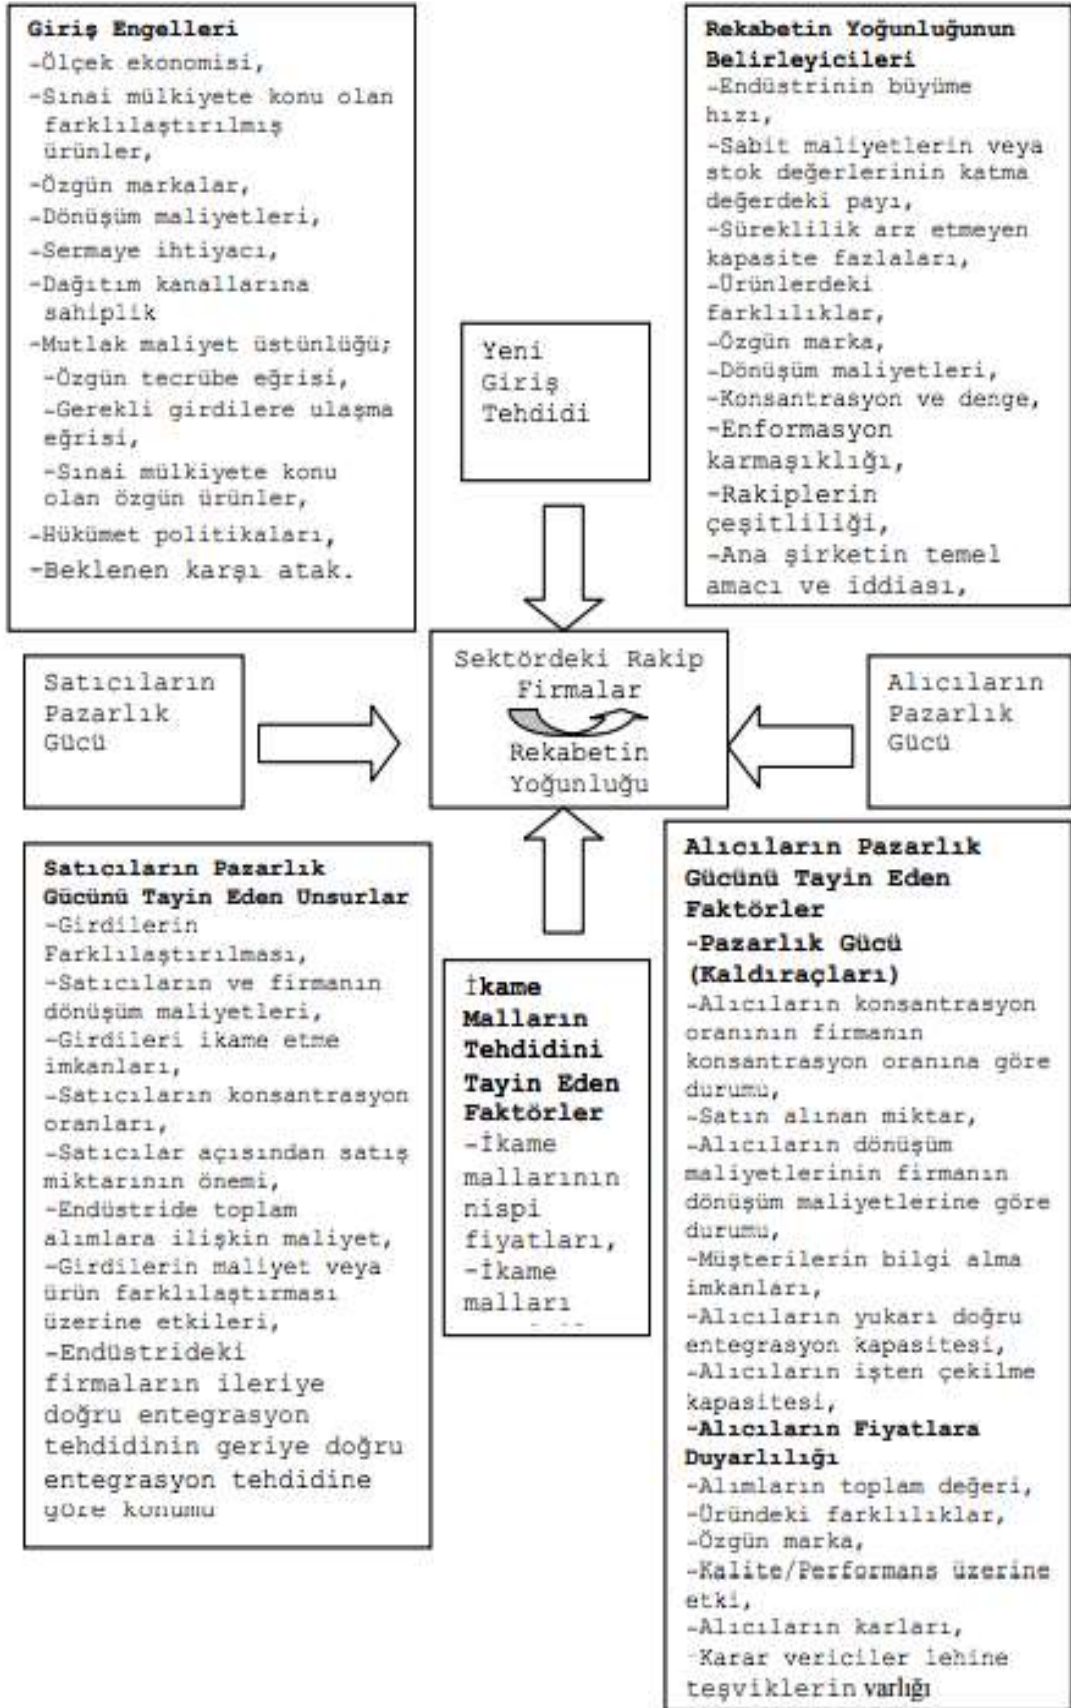 Giriş Engelleri
-Ölçek ekonomisi,
-Sınai mülkiyete konu olan
farklılaştırılmış
ürünler,
-Özgün markalar,
-Dönüşüm maliyetleri,
-Sermaye ihtiyacı,
-Dağıtım kanallarına
sahiplik
-Mutlak maliyet üstünlüğü;
-Özgün tecrübe eğrisi,
-Gerekli girdilere ulaşma
eğrisi,
-Sınai mülkiyete konu
olan özgün ürünler,
-Hükümet politikaları,
-Beklenen karşı atak.
Yeni
Giriş
Tehdidi
Rekabetin Yoğunluğunun
Belirleyicileri
-Endüstrinin büyüme
hızı,
-Sabit maliyetlerin veya
stok değerlerinin katma
değerdeki payı,
-Süreklilik arz etmeyen
kapasite fazlaları,
-Ürünlerdeki
farklılıklar,
-Özgün marka,
-Dönüşüm maliyetleri,
-Konsantrasyon ve denge,
-Enformasyon
karmaşıklığı,
-Rakiplerin
çeşitliliği,
-Ana şirketin temel
amacı ve iddiası,
Satıcıların
Pazarlık
Gücü
Sektördeki Rakip
Firmalar
Rekabetin
Yoğunluğu
Alıcıların
Pazarlık
Gücü
Satıcıların Pazarlık
Gücünü Tayin Eden Unsurlar
-Girdilerin
Farklılaştırılması,
-Satıcıların ve firmanın
dönüşüm maliyetleri,
-Girdileri ikame etme
imkanları,
-Satıcıların konsantrasyon
oranları,
-Satıcılar açısından satış
miktarının önemi,
-Endüstride toplam
alımlara ilişkin maliyet,
-Girdilerin maliyet veya
ürün farklılaştırması
üzerine etkileri,
-Endüstrideki
firmaların ileriye
doğru entegrasyon
tehdidinin geriye doğru
entegrasyon tehdidine
göre konumu
İkame
Malların
Tehdidini
Tayin Eden
Faktörler
-İkame
mallarının
nispi
fiyatları,
-İkame
malları
Alıcıların Pazarlık
Gücünü Tayin Eden
Faktörler
-Pazarlık Gücü
(Kaldıraçları)
-Alıcıların konsantrasyon
oranının firmanın
konsantrasyon oranına göre
durumu,
-Satın alınan miktar,
-Alıcıların dönüşüm
maliyetlerinin firmanın
dönüşüm maliyetlerine göre
durumu,
-Müşterilerin bilgi alma
imkanları,
-Alıcıların yukarı doğru
entegrasyon kapasitesi,
-Alıcıların işten çekilme
kapasitesi,
-Alıcıların Fiyatlara
Duyarlılığı
-Alımların toplam değeri,
-Üründeki farklılıklar,
-Özgün marka,
-Kalite/Performans üzerine
etki,
-Alıcıların karları,
-Karar vericiler lehine
teşviklerin varlığı